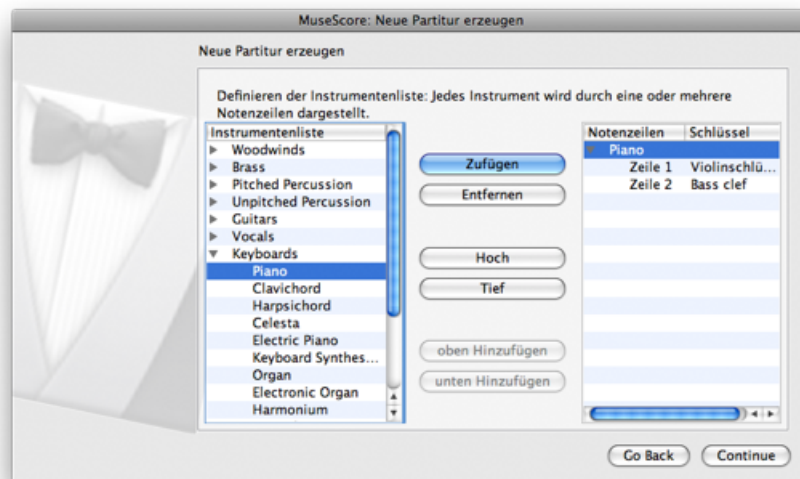 MuseScore: Neue Partitur erzeugen
Neue Partitur erzeugen
Definieren der Instrumentenliste: Jedes Instrument wird durch eine oder mehrere
Notenzeilen dargestellt.
Instrumentenliste
Woodwinds
Brass
Pitched Percussion
Unpitched Percussion
Guitars
Vocals
Keyboards
Piano
Clavichord
Harpsichord
Celesta
Electric Piano
Keyboard Synthes...
Organ
Electronic Organ
Harmonium
Zufügen
Entfernen
Hoch
Tief
oben Hinzufügen
unten Hinzufügen
Notenzeilen Schlüssel
Piano
Zeile 1 Violinschlü...
Zeile 2 Bass clef
Go Back Continue